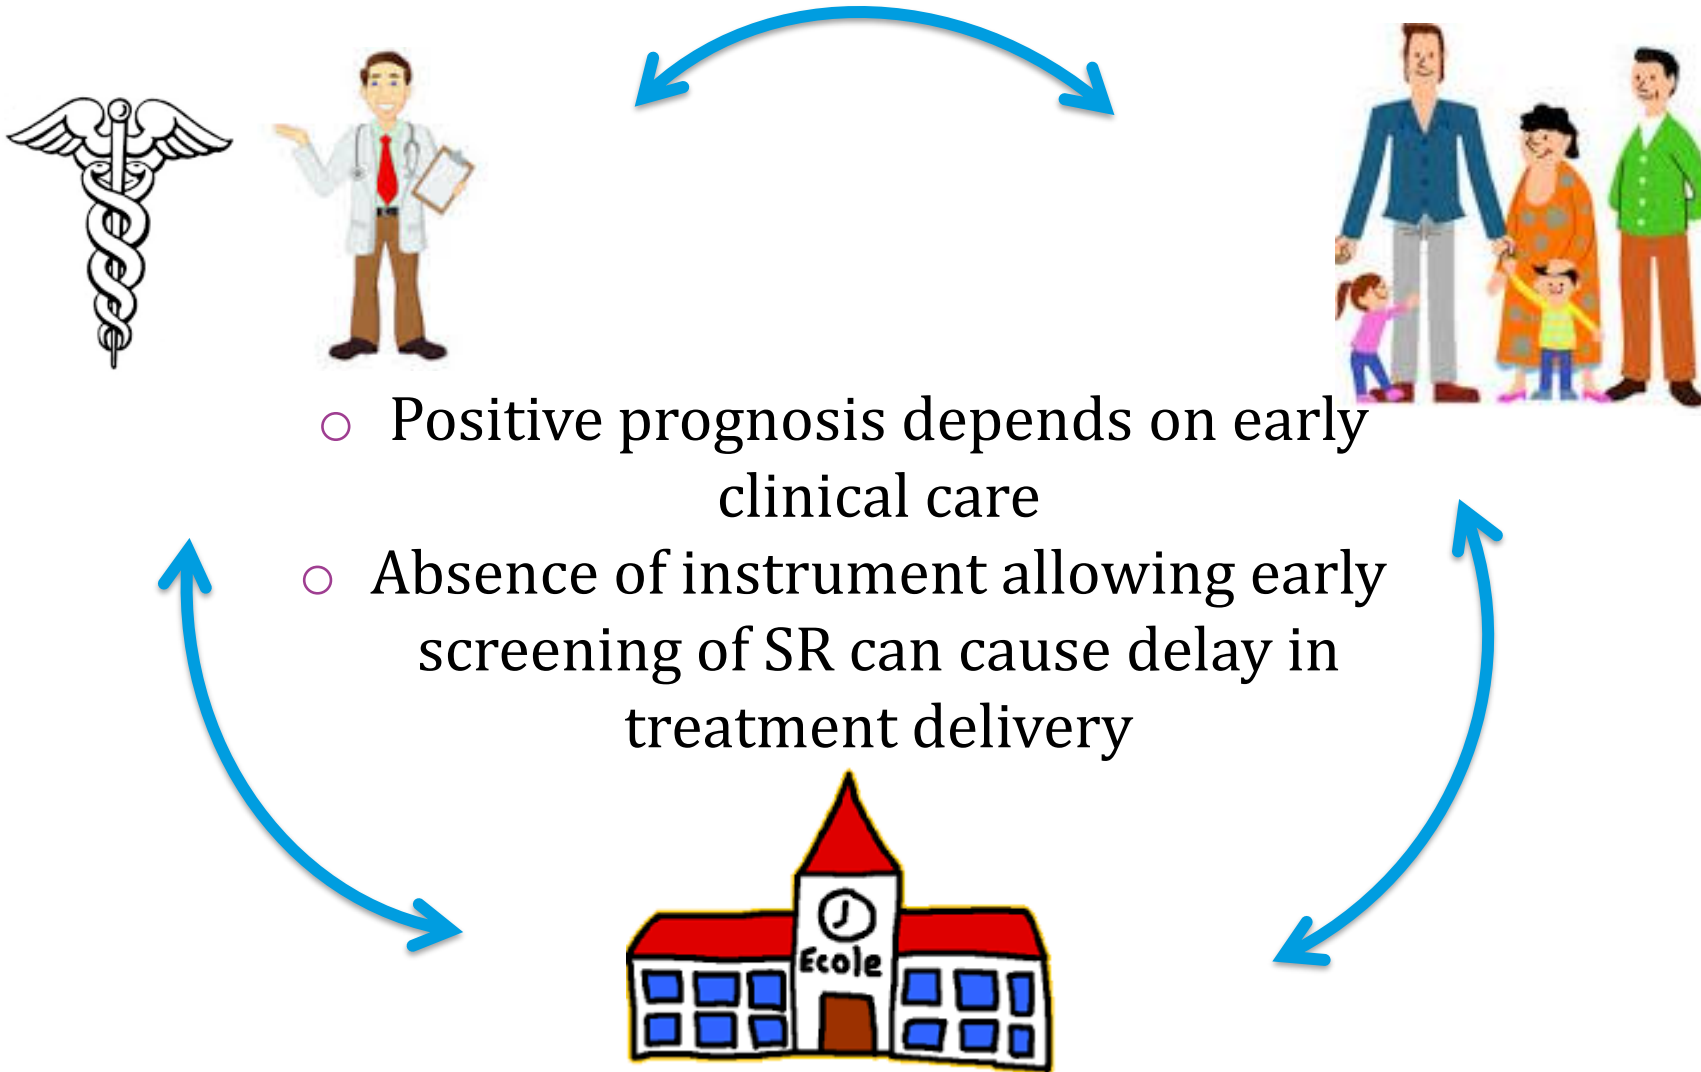 Positive prognosis depends on early
clinical care
Absence of instrument allowing early
screening of SR can cause delay in
treatment delivery
Ecole